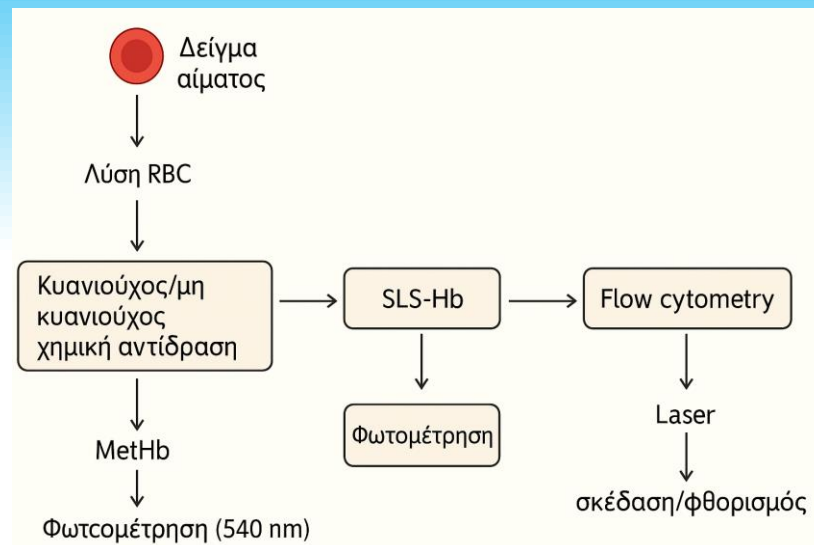 Δείγμα
αίματος
Λύση RBC
Κυανιούχος/μη
κυανιούχος
χημική αντίδραση
SLS-Hb
Flow cytometry
MetHb
Φωτομέτρηση
Laser
Φωτcομέτρηση (540 nm)
σκέδαση/φθορισμός